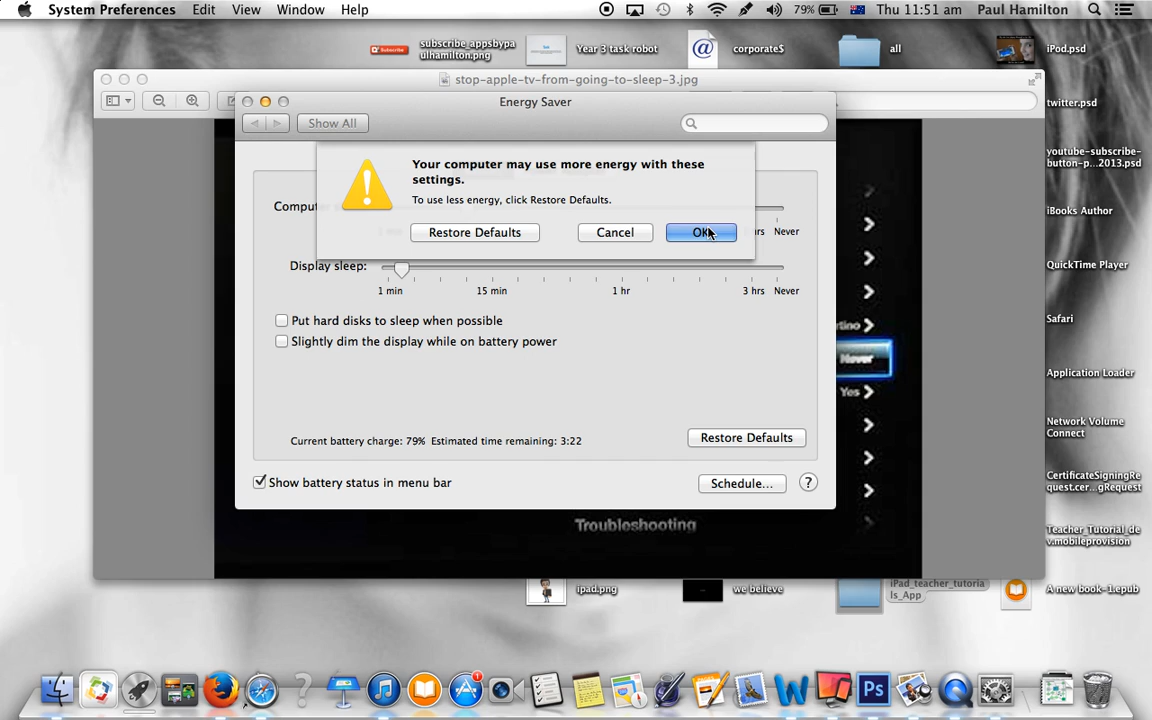 System Preferences Edit View Window Help 79% Thu 11:51 am Paul Hamilton
Subscribe
subscribe_appsbypa
ulhamilton.png
Year 3 task robot
@
corporate$
all
iPod.psd
stop-apple-tv-from-going-to-sleep-3.jpg
twitter.psd
Energy Saver
Show All
Your computer may use more energy with these
settings.
To use less energy, click Restore Defaults.
Restore Defaults Cancel OK
Compu
hrs Never
Display sleep:
1 min 15 min 1 hr 3 hrs Never
Put hard disks to sleep when possible
Slightly dim the display while on battery power
Current battery charge: 79% Estimated time remaining: 3:22
Restore Defaults
Show battery status in menu bar
Schedule... ?
tino
Never
Yes
Troubleshooting
youtube-subscribe-
button-p...2013.psd
iBooks Author
QuickTime Player
Safari
Application Loader
Network Volume
Connect
CertificateSigningRe
quest.cer...gRequest
Teacher_Tutorial_de
v.mobileprovision
ipad.png
we believe
iPad_teacher_tutoria
ls_App
A new book-1.epub
?
1
W
Ps